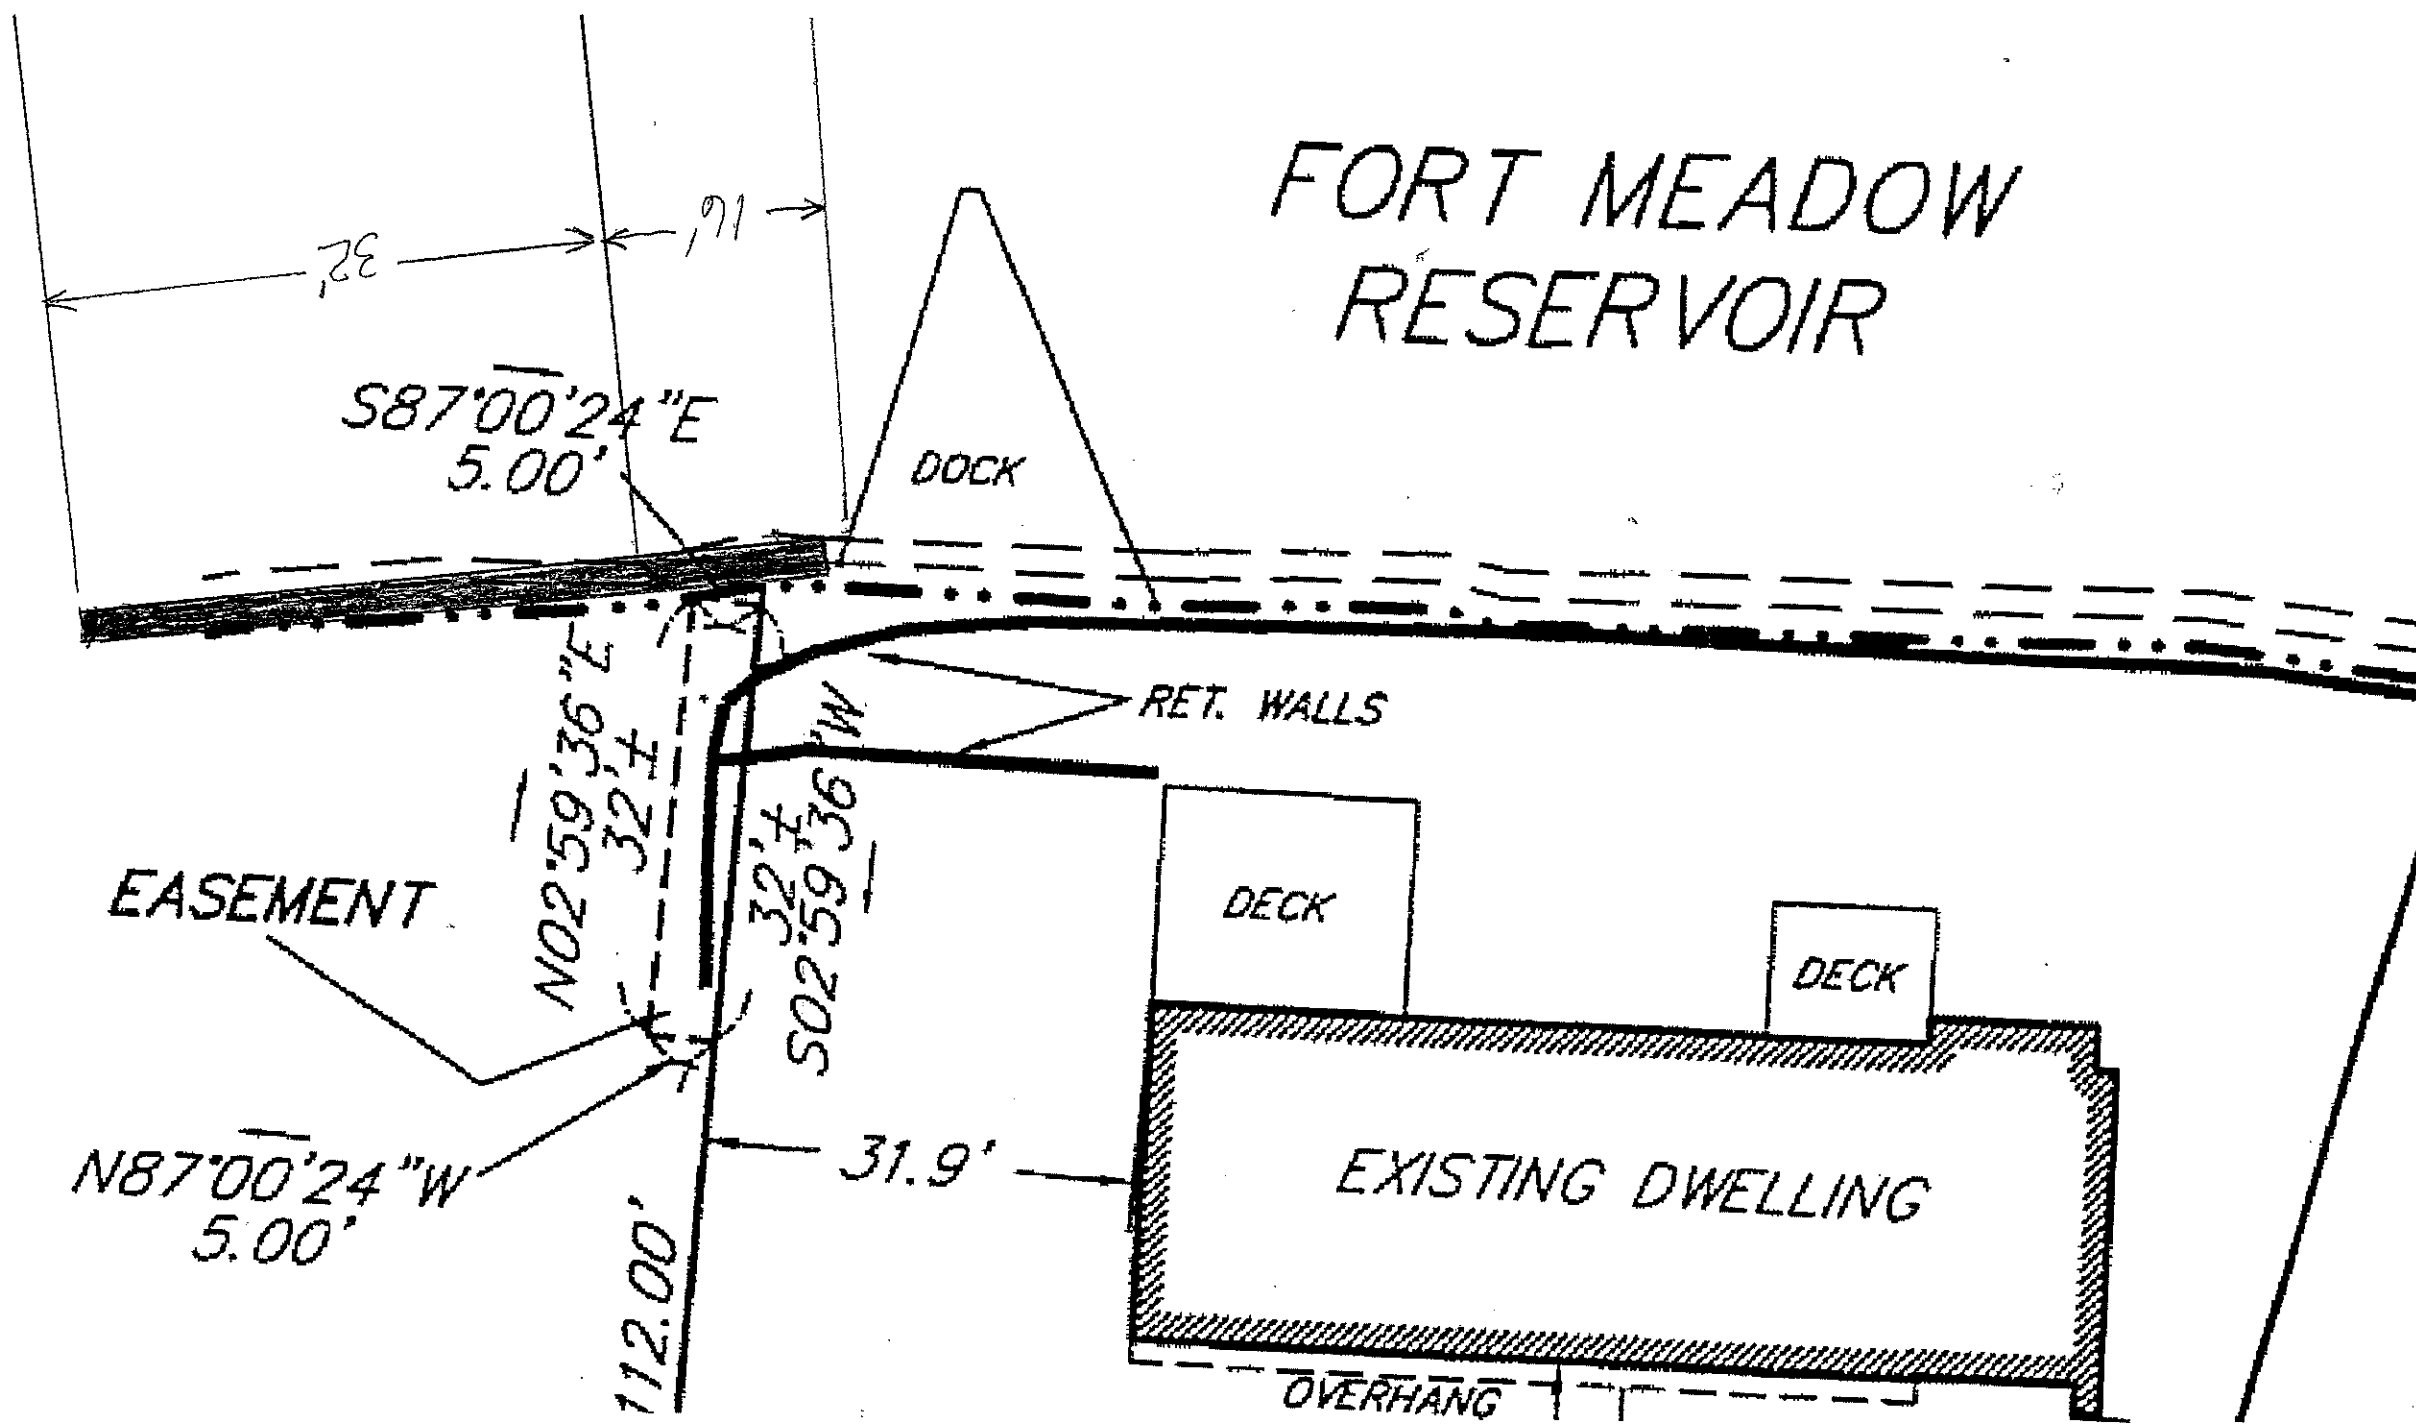 32'
16'
FORT MEADOW
RESERVOIR
S87°00'24"E
5.00'
DOCK
N02°59'36"E
32'±
32'±
S02°59'36"W
RET. WALLS
EASEMENT
DECK
DECK
N87°00'24"W
5.00'
31.9'
112.00'
EXISTING DWELLING
OVERHANG